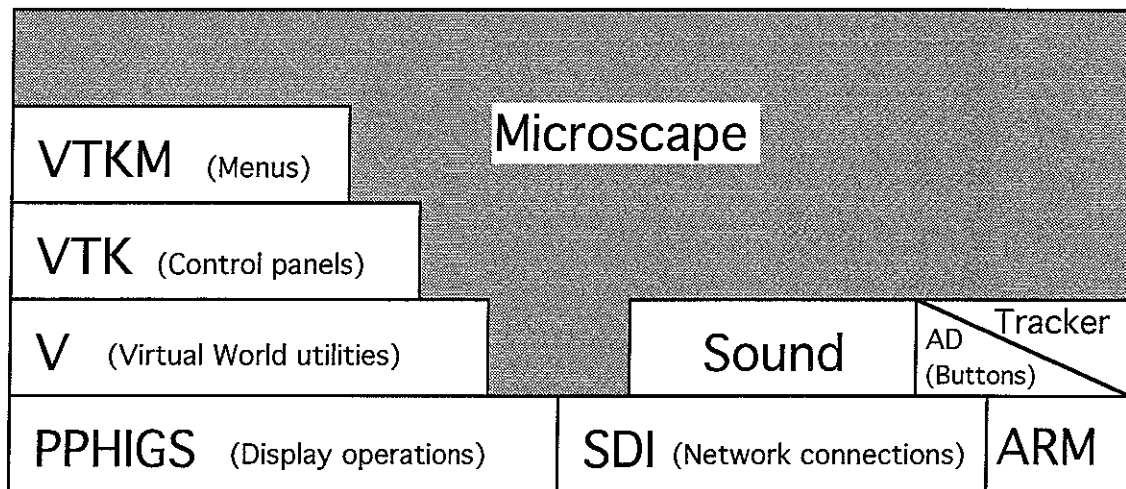 Microscape
VTKM (Menus)
VTK (Control panels)
V (Virtual World utilities)
Sound
AD
(Buttons)
Tracker
PPHIGS (Display operations)
SDI (Network connections)
ARM